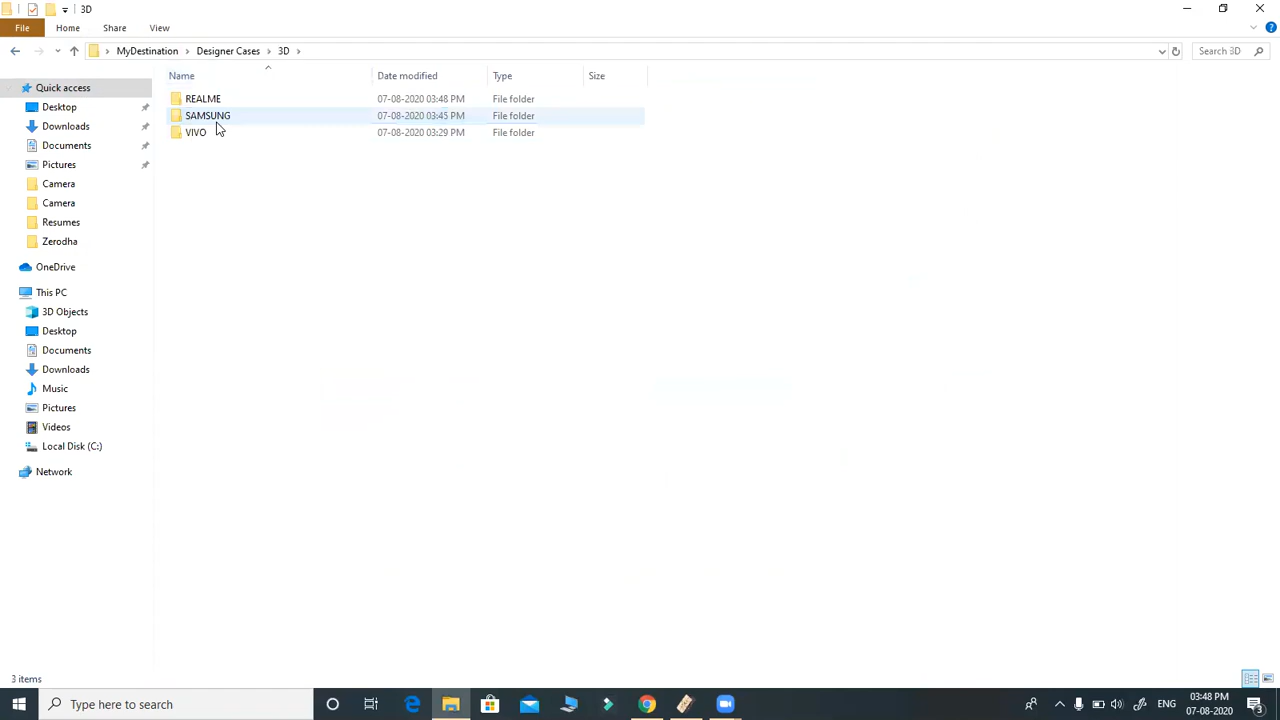 3D
File Home Share View
MyDestination Designer Cases 3D Search 3D
Name Date modified Type Size
Quick access
REALME 07-08-2020 03:48 PM File folder
Desktop
SAMSUNG 07-08-2020 03:45 PM File folder
Downloads
VIVO 07-08-2020 03:29 PM File folder
Documents
Pictures
Camera
Camera
Resumes
Zerodha
OneDrive
This PC
3D Objects
Desktop
Documents
Downloads
Music
Pictures
Videos
Local Disk (C:)
Network
3 items
Type here to search
ENG
03:48 PM
07-08-2020
3